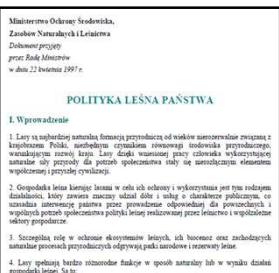 Ministerstwo Ochrony Środowiska,
Zasobów Naturalnych i Leśnictwa
Dokument przyjęty
przez Radę Ministrów
w dniu 22 kwietnia 1997 r.
POLITYKA LEŚNA PAŃSTWA
I. Wprowadzenie
1. Lasy są najbardziej naturalną formacją przyrodniczą od wieków nierozerwalnie związaną z
krajobrazem Polski, niezbędnym czynnikiem równowagi środowiska przyrodniczego,
warunkującym rozwój kraju. Lasy dzięki wniesionej pracy człowieka wykorzystującej
naturalne siły przyrody dla potrzeb społeczeństwa stały się nierozłącznym elementem
współczesnej i przyszłej cywilizacji.
2. Gospodarka leśna kierując lasami w celu ich ochrony i wykorzystania jest tym rodzajem
działalności, który zawiera znaczny udział dóbr i usług o charakterze publicznym, co
uzasadnia interwencję państwa przez prowadzenie odpowiedniej dla powszechnych i
wspólnych potrzeb społeczeństwa polityki leśnej realizowanej przez leśnictwo i współzależne
sektory gospodarcze.
3. Szczególną rolę w ochronie ekosystemów leśnych, ich biocenoz oraz zachodzących
naturalnie procesach przyrodniczych odgrywają parki narodowe i rezerwaty leśne.
4. Lasy spełniają bardzo różnorodne funkcje w sposób naturalny lub w wyniku działań
gospodarki leśnej. Są to: